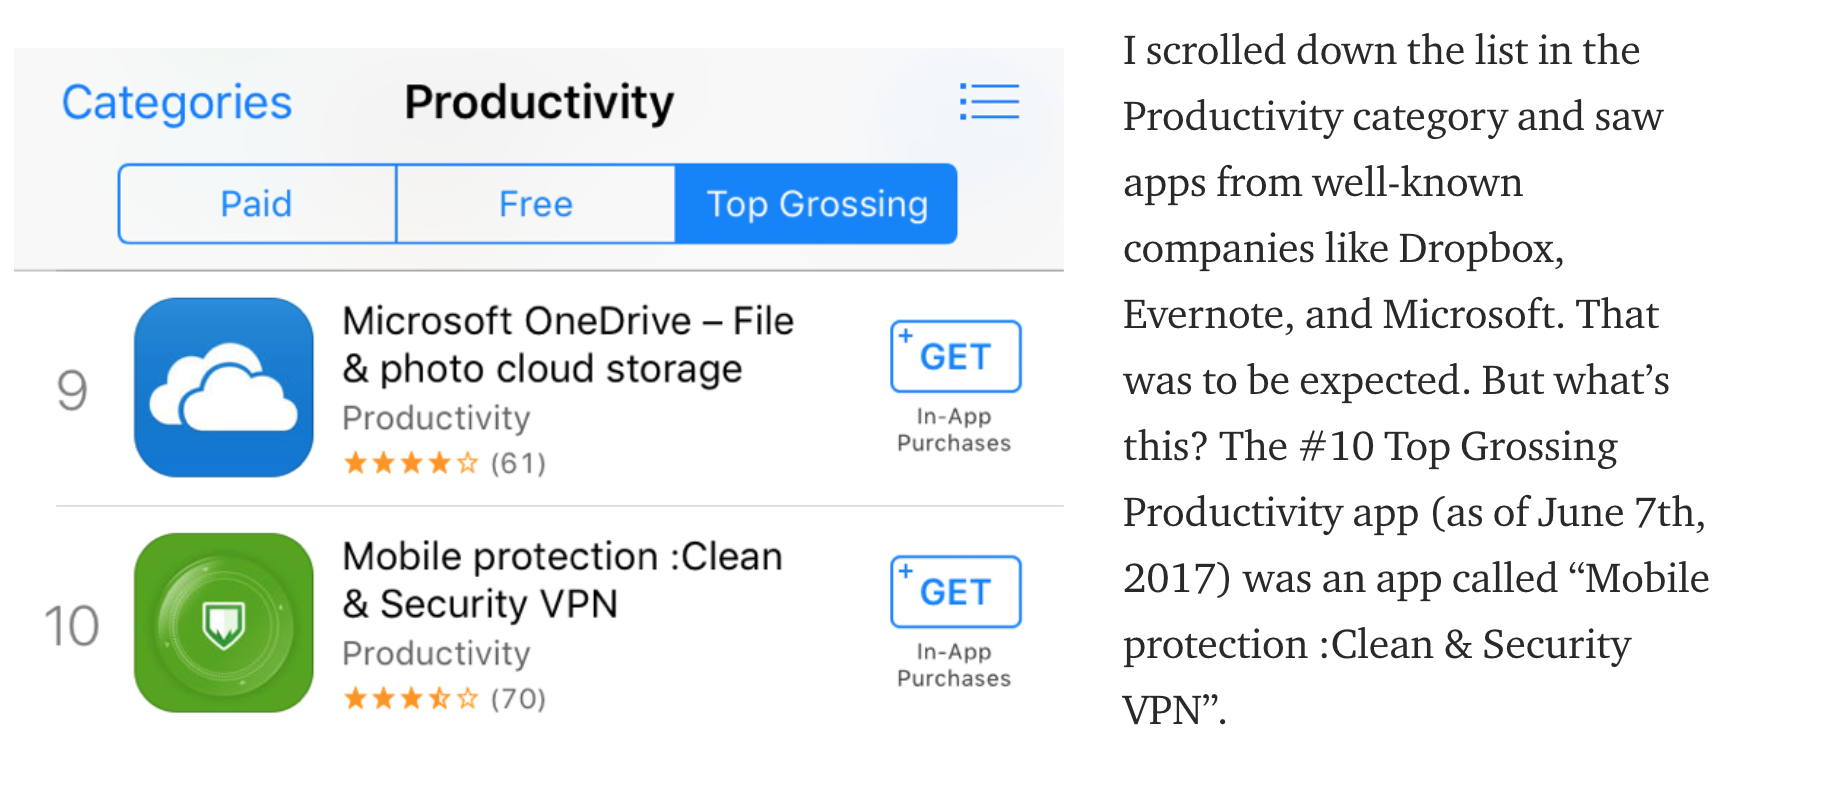 Categories
Productivity
Paid
Free
Top Grossing
9
Microsoft OneDrive – File
& photo cloud storage
Productivity
(61)
+
GET
In-App
Purchases
10
Mobile protection :Clean
& Security VPN
Productivity
(70)
+
GET
In-App
Purchases
I scrolled down the list in the
Productivity category and saw
apps from well-known
companies like Dropbox,
Evernote, and Microsoft. That
was to be expected. But what’s
this? The #10 Top Grossing
Productivity app (as of June 7th,
2017) was an app called “Mobile
protection :Clean & Security
VPN”.